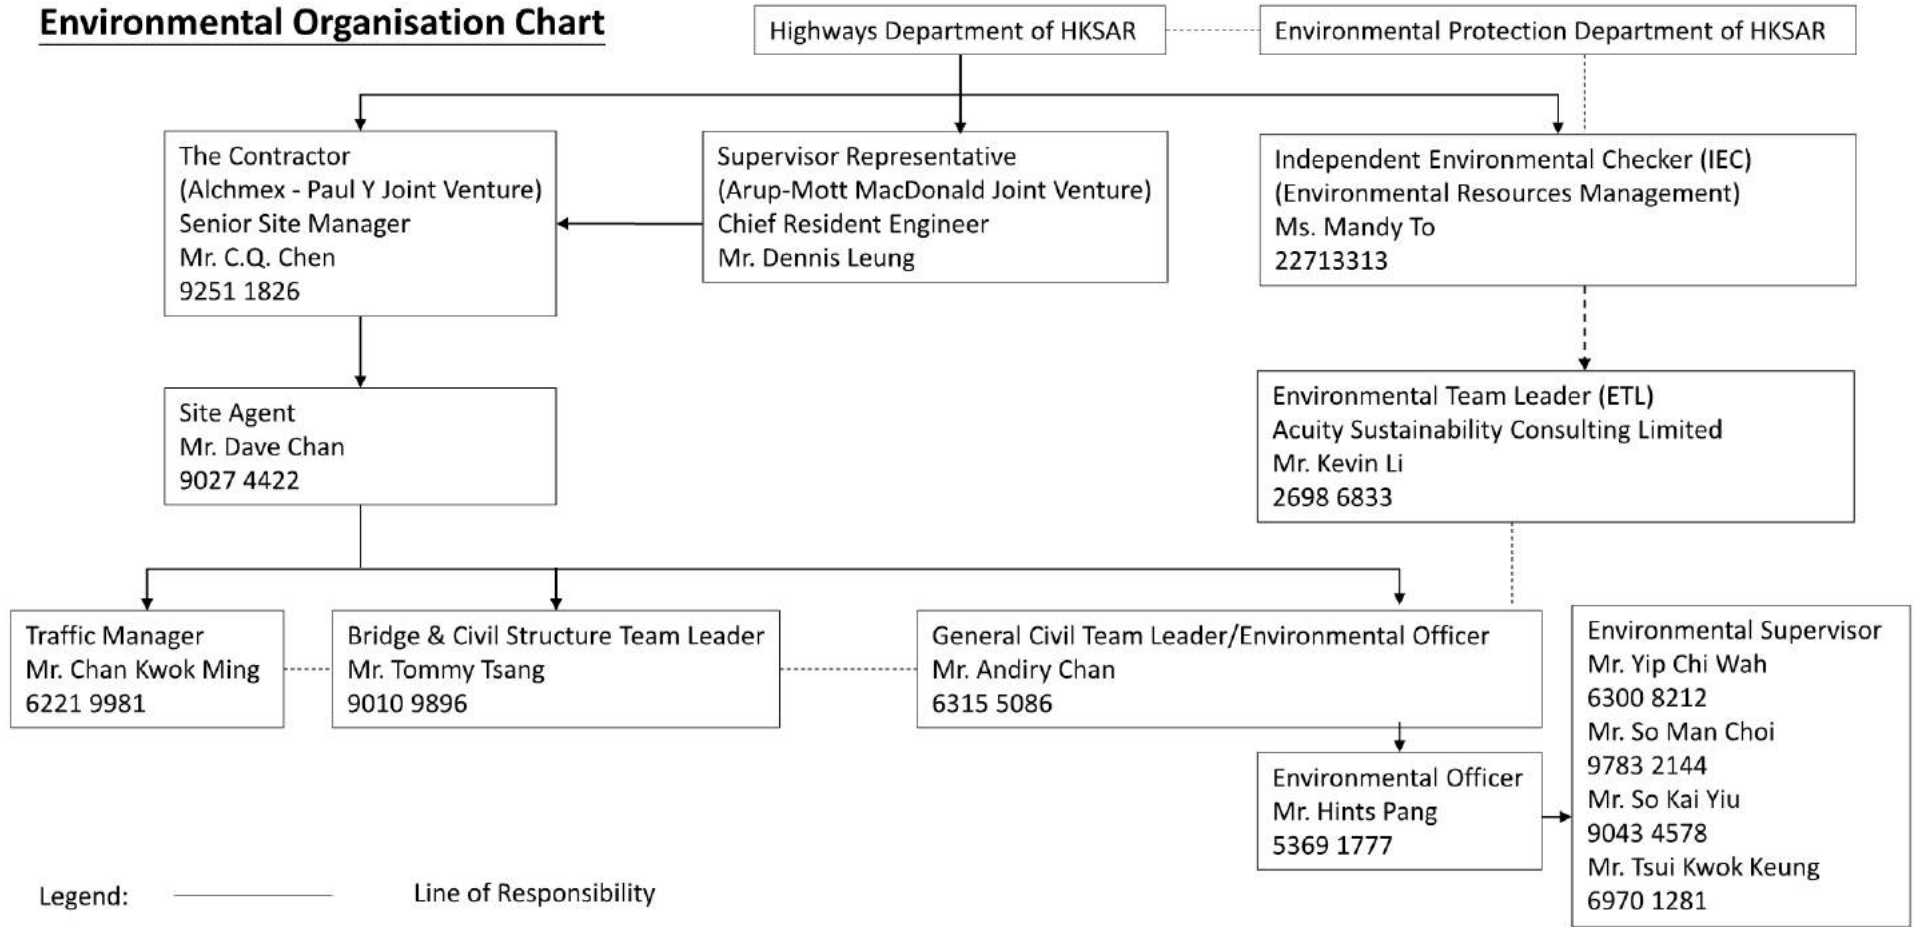 Environmental Organisation Chart
Highways Department of HKSAR
Environmental Protection Department of HKSAR
The Contractor
(Alchmex - Paul Y Joint Venture)
Senior Site Manager
Mr. C.Q. Chen
9251 1826
Supervisor Representative
(Arup-Mott MacDonald Joint Venture)
Chief Resident Engineer
Mr. Dennis Leung
Independent Environmental Checker (IEC)
(Environmental Resources Management)
Ms. Mandy To
22713313
Site Agent
Mr. Dave Chan
9027 4422
Environmental Team Leader (ETL)
Acuity Sustainability Consulting Limited
Mr. Kevin Li
2698 6833
Traffic Manager
Mr. Chan Kwok Ming
6221 9981
Bridge & Civil Structure Team Leader
Mr. Tommy Tsang
9010 9896
General Civil Team Leader/Environmental Officer
Mr. Andiry Chan
6315 5086
Environmental Officer
Mr. Hints Pang
5369 1777
Environmental Supervisor
Mr. Yip Chi Wah
6300 8212
Mr. So Man Choi
9783 2144
Mr. So Kai Yiu
9043 4578
Mr. Tsui Kwok Keung
6970 1281
Legend:
Line of Responsibility